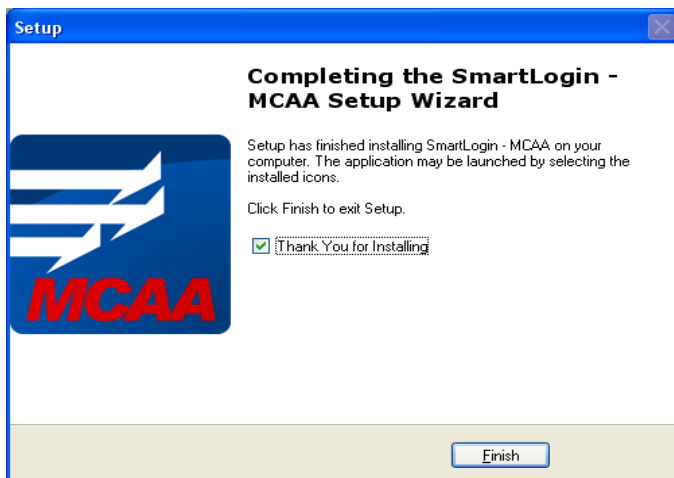 Setup
Completing the SmartLogin -
MCAA Setup Wizard
Setup has finished installing SmartLogin - MCAA on your
computer. The application may be launched by selecting the
installed icons.
Click Finish to exit Setup.
Thank You for Installing
MCAA
Finish